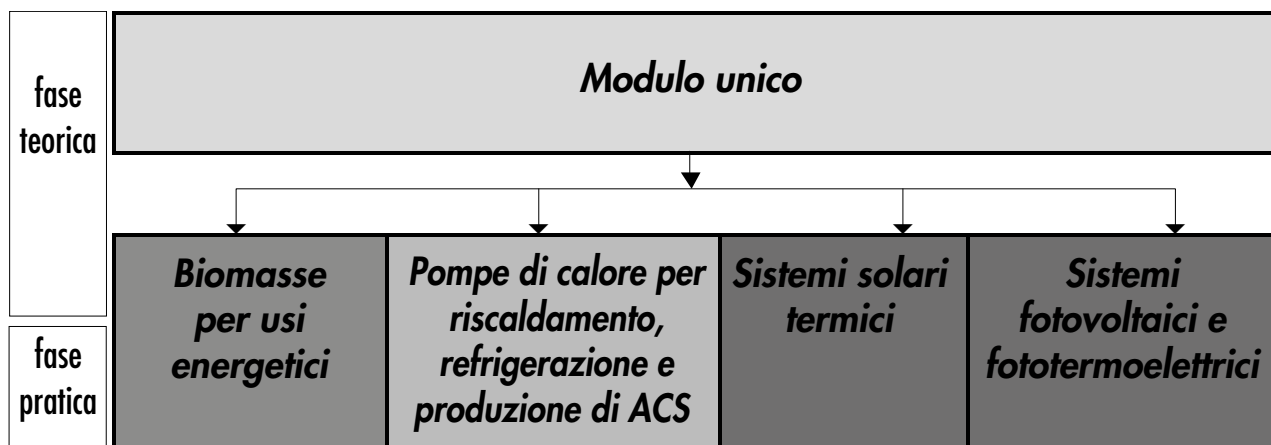 fase
teorica
Modulo unico
Biomasse
per usi
energetici
Pompe di calore per
riscaldamento,
refrigerazione e
produzione di ACS
Sistemi solari
termici
Sistemi
fotovoltaici e
fototermoelettrici
fase
pratica